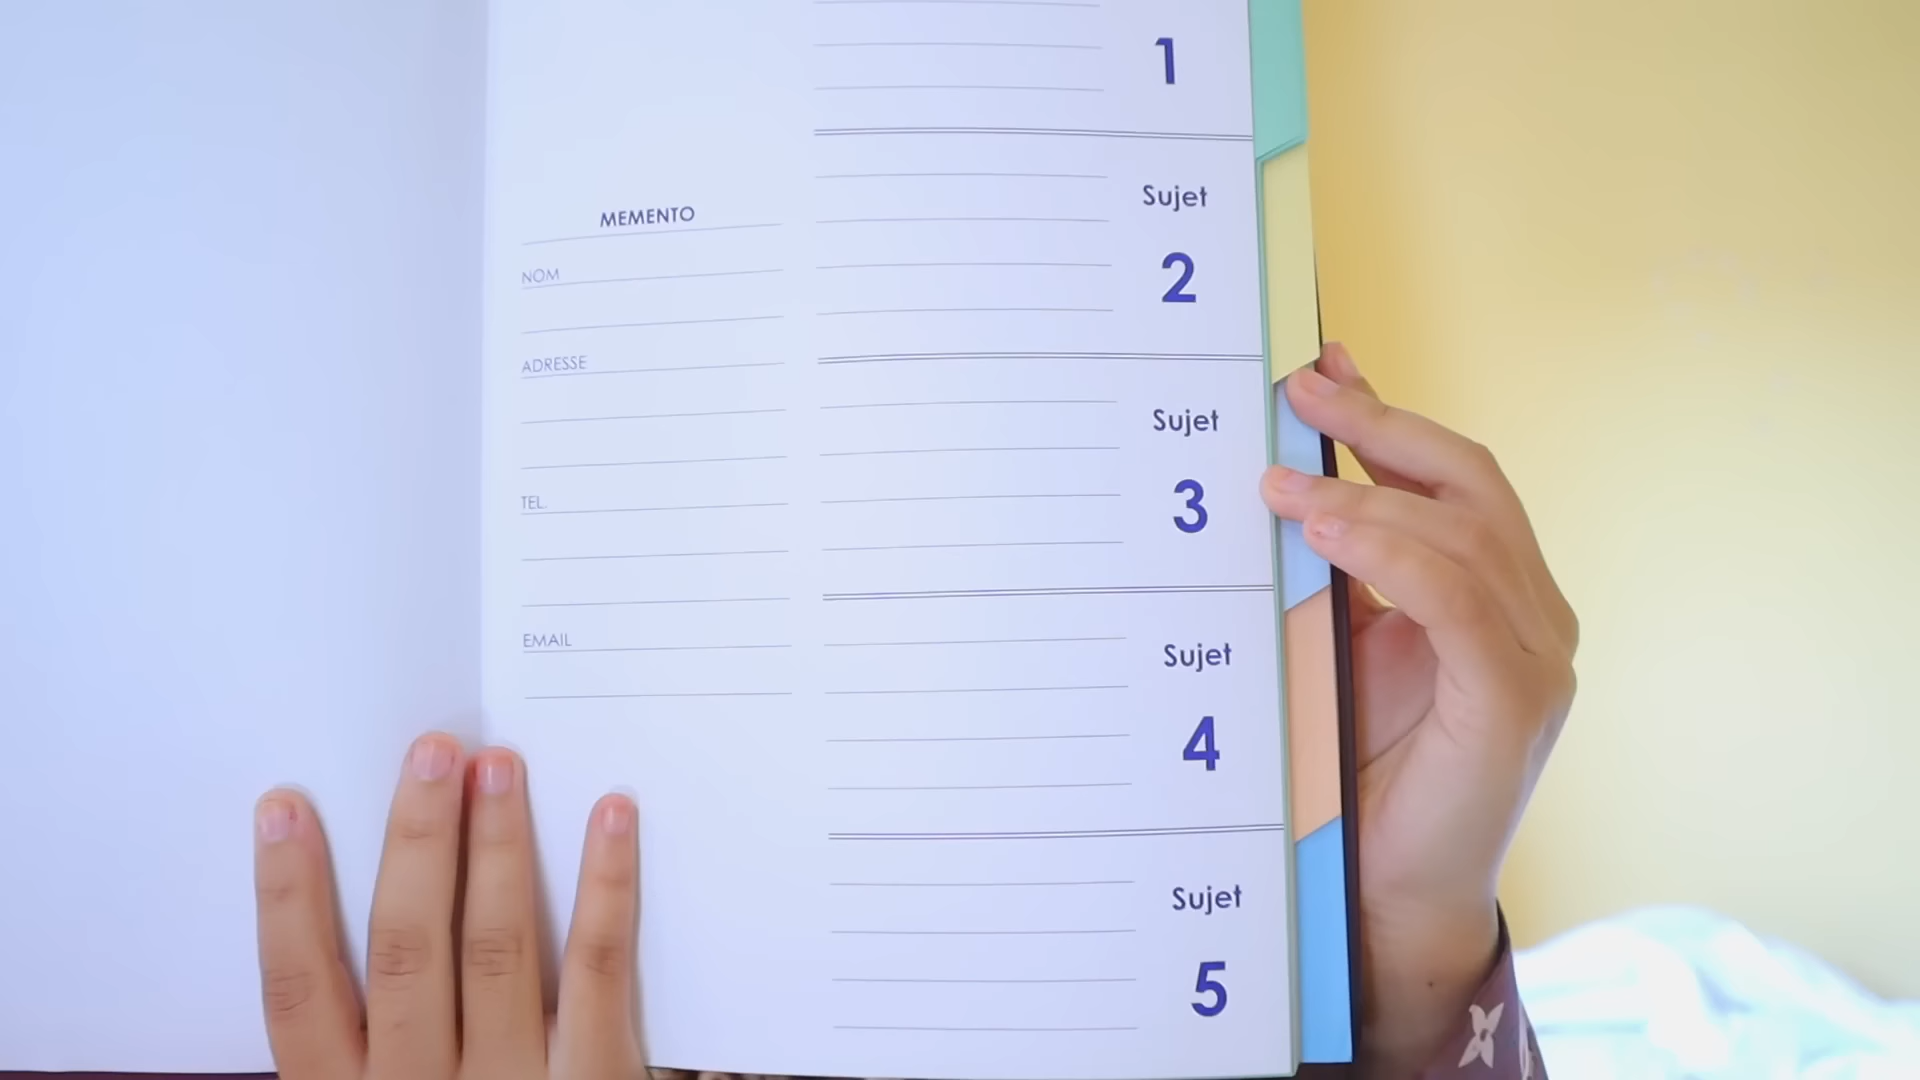 MEMENTO
NOM
ADRESSE
TEL.
EMAIL
1
Sujet
2
Sujet
3
Sujet
4
Sujet
5